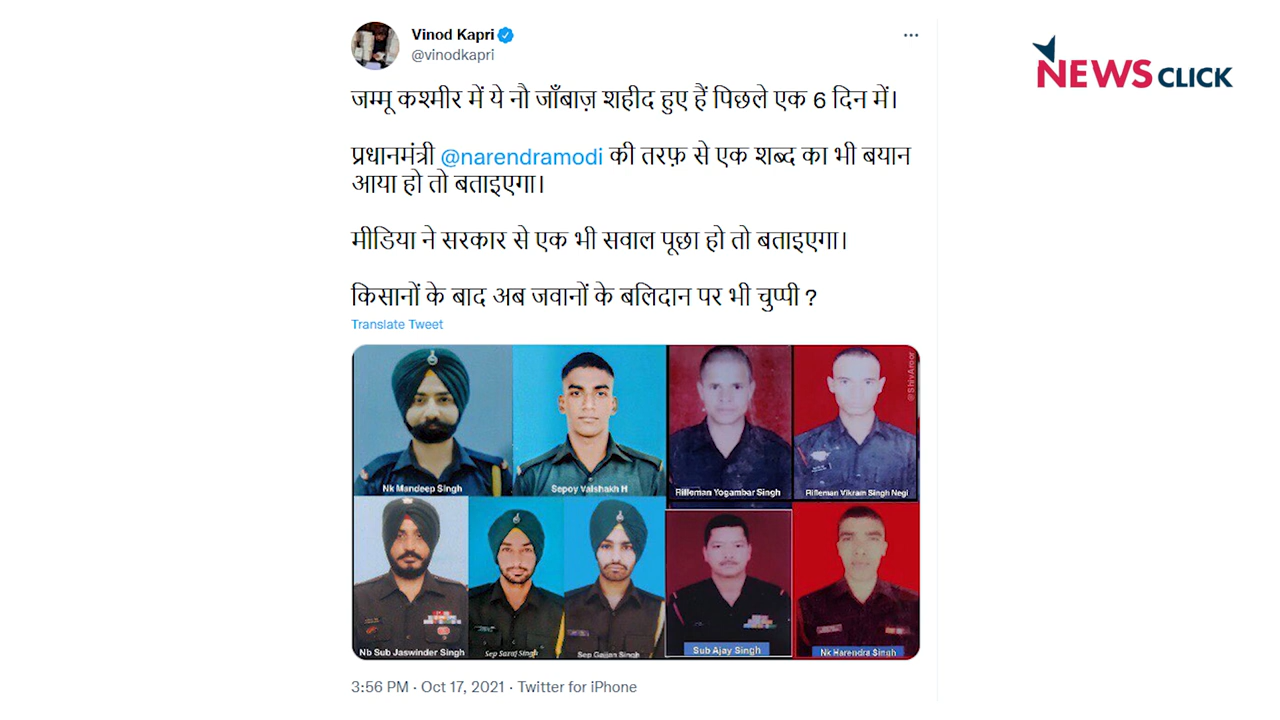 Vinod Kapri
@vinodkapri
NEWS CLICK
जम्मू कश्मीर में ये नौ जाँबाज़ शहीद हुए हैं पिछले एक 6 दिन में।
प्रधानमंत्री @narendramodi की तरफ़ से एक शब्द का भी बयान
आया हो तो बताइएगा।
मीडिया ने सरकार से एक भी सवाल पूछा हो तो बताइएगा।
किसानों के बाद अब जवानों के बलिदान पर भी चुप्पी ?
Translate Tweet
@ShivAroor
Nk Mandeep Singh
Sepoy Vaishakh H
Rifleman Yogambar Singh
Rifleman Vikram Singh Negi
Nb Sub Jaswinder Singh
Sep Saraj Singh
Sep Gajjan Singh
Sub Ajay Singh
Nk Harendra Singh
3:56 PM · Oct 17, 2021 · Twitter for iPhone